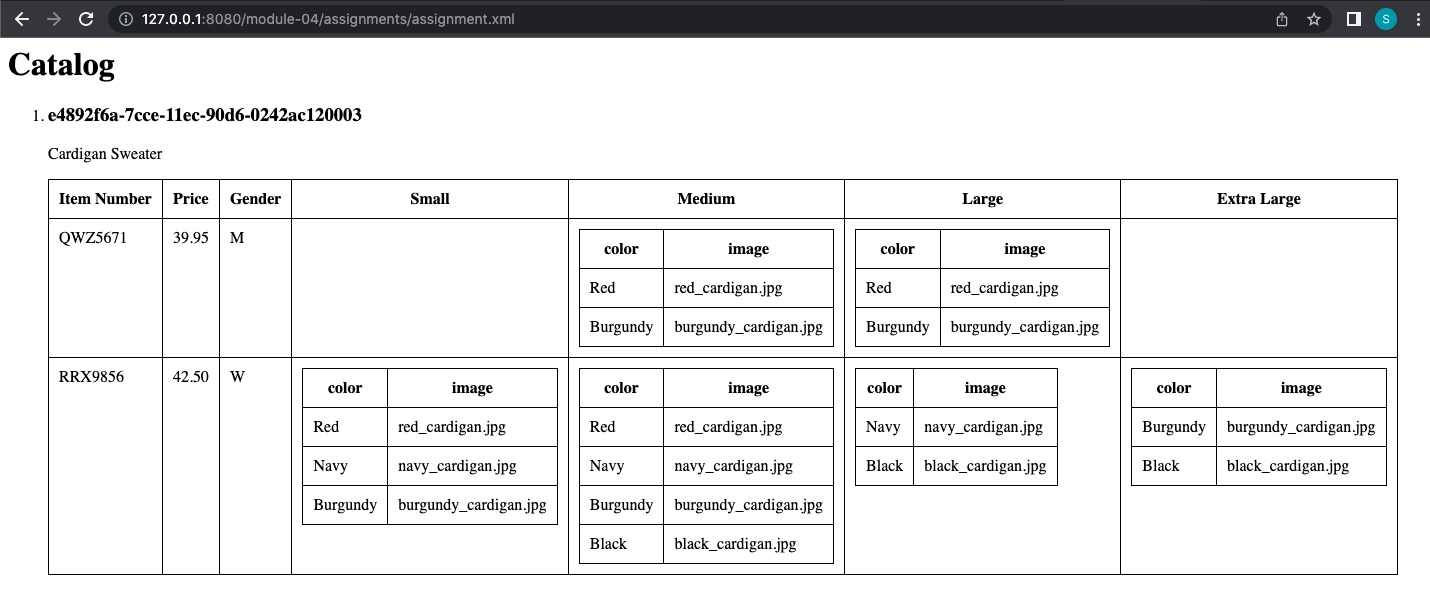 127.0.0.1:8080/module-04/assignments/assignment.xml
S
Catalog
1. e4892f6a-7cce-11ec-90d6-0242ac120003
Cardigan Sweater
Item Number Price Gender Small Medium Large Extra Large
QWZ5671 39.95 M
color image color image
Red red_cardigan.jpg Red red_cardigan.jpg
Burgundy burgundy_cardigan.jpg Burgundy burgundy_cardigan.jpg
RRX9856 42.50 W
color image color image color image color image
Red red_cardigan.jpg Red red_cardigan.jpg Navy navy_cardigan.jpg Burgundy burgundy_cardigan.jpg
Navy navy_cardigan.jpg Navy navy_cardigan.jpg Black black_cardigan.jpg Black black_cardigan.jpg
Burgundy burgundy_cardigan.jpg Burgundy burgundy_cardigan.jpg
Black black_cardigan.jpg